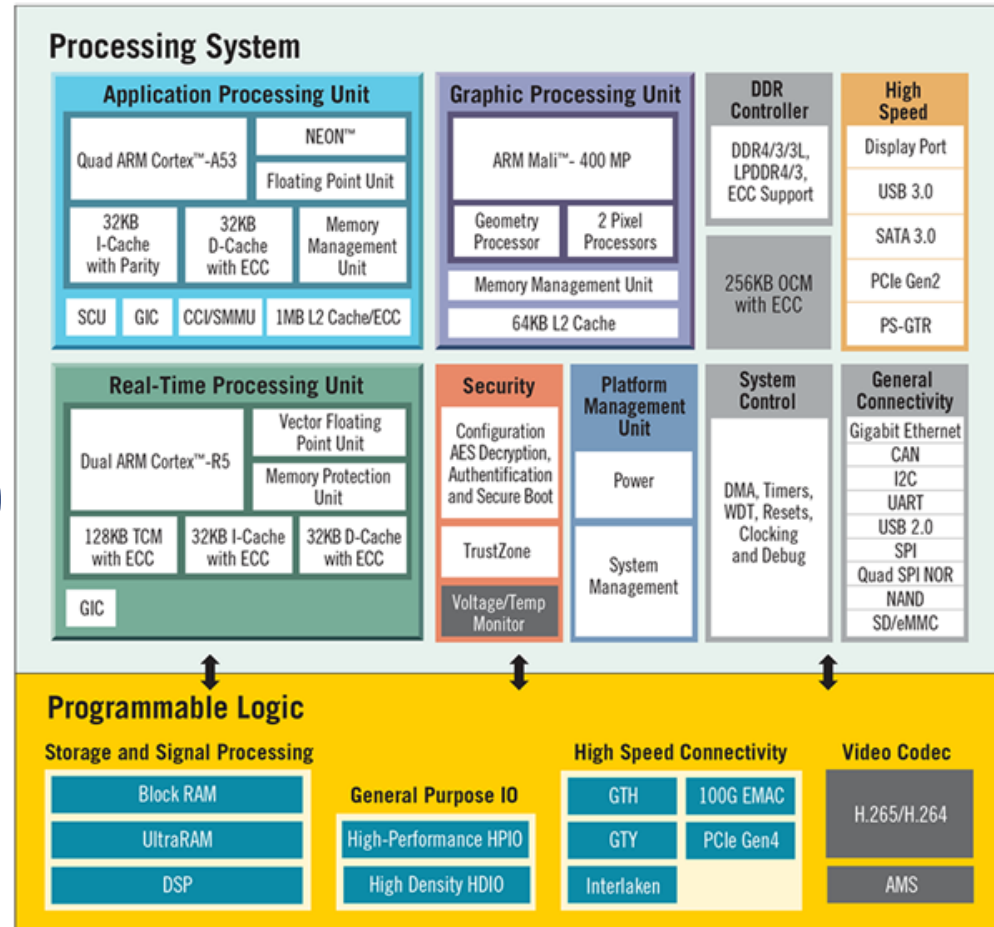 Processing System
Application Processing Unit
Quad ARM Cortex™-A53
NEON™
Floating Point Unit
32KB
I-Cache
with Parity
32KB
D-Cache
with ECC
Memory
Management
Unit
SCU
GIC
CCI/SMMU
1MB L2 Cache/ECC
Graphic Processing Unit
ARM Mali™- 400 MP
Geometry
Processor
2 Pixel
Processors
Memory Management Unit
64KB L2 Cache
DDR
Controller
DDR4/3/3L,
LPDDR4/3,
ECC Support
256KB OCM
with ECC
High
Speed
Display Port
USB 3.0
SATA 3.0
PCIe Gen2
PS-GTR
Real-Time Processing Unit
Dual ARM Cortex™-R5
Vector Floating
Point Unit
Memory Protection
Unit
128KB TCM
with ECC
32KB I-Cache
with ECC
32KB D-Cache
with ECC
GIC
Security
Configuration
AES Decryption,
Authentification
and Secure Boot
TrustZone
Voltage/Temp
Monitor
Platform
Management
Unit
Power
System
Management
System
Control
DMA, Timers,
WDT, Resets,
Clocking
and Debug
General
Connectivity
Gigabit Ethernet
CAN
I2C
UART
USB 2.0
SPI
Quad SPI NOR
NAND
SD/eMMC
Programmable Logic
Storage and Signal Processing
Block RAM
UltraRAM
DSP
General Purpose IO
High-Performance HPIO
High Density HDIO
High Speed Connectivity
GTH
100G EMAC
GTY
PCIe Gen4
Interlaken
Video Codec
H.265/H.264
AMS